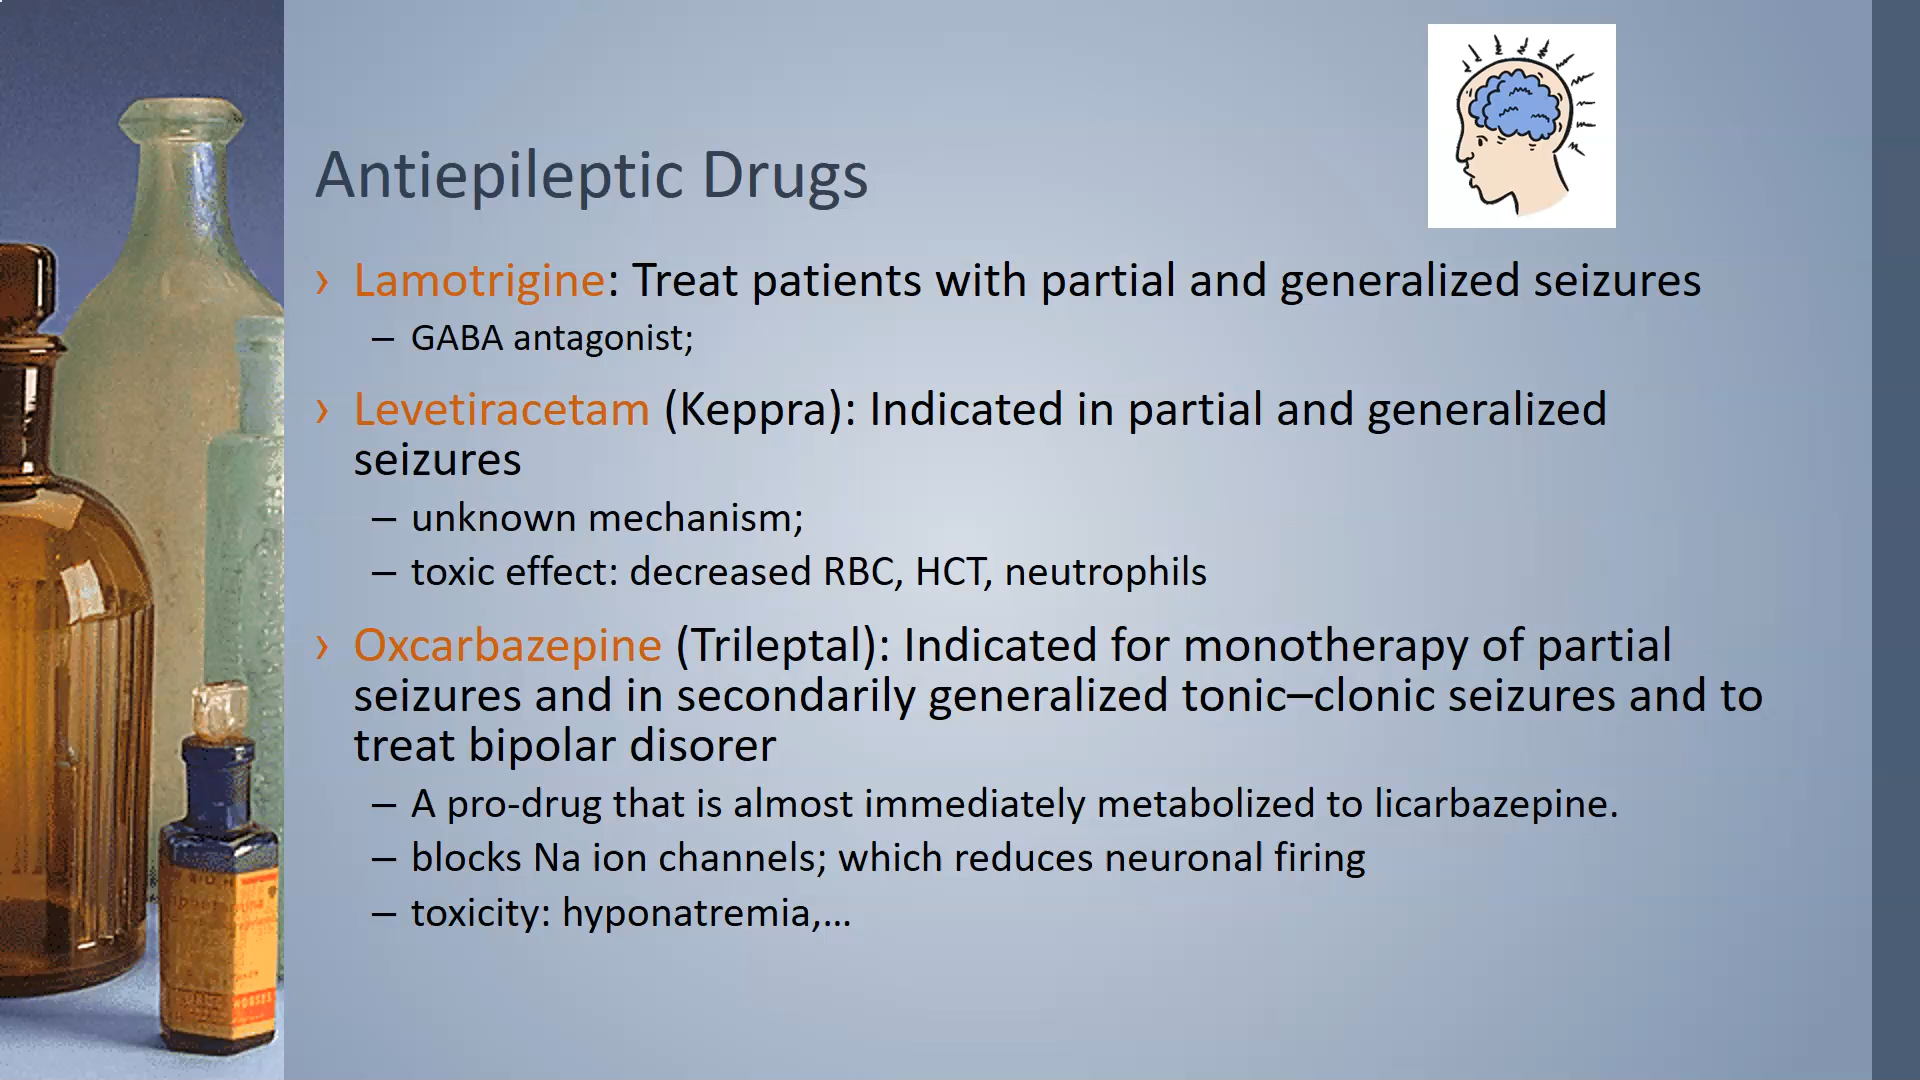 Antiepileptic Drugs
› Lamotrigine: Treat patients with partial and generalized seizures
– GABA antagonist;
› Levetiracetam (Keppra): Indicated in partial and generalized
seizures
– unknown mechanism;
– toxic effect: decreased RBC, HCT, neutrophils
› Oxcarbazepine (Trileptal): Indicated for monotherapy of partial
seizures and in secondarily generalized tonic–clonic seizures and to
treat bipolar disorer
– A pro-drug that is almost immediately metabolized to licarbazepine.
– blocks Na ion channels; which reduces neuronal firing
– toxicity: hyponatremia,...